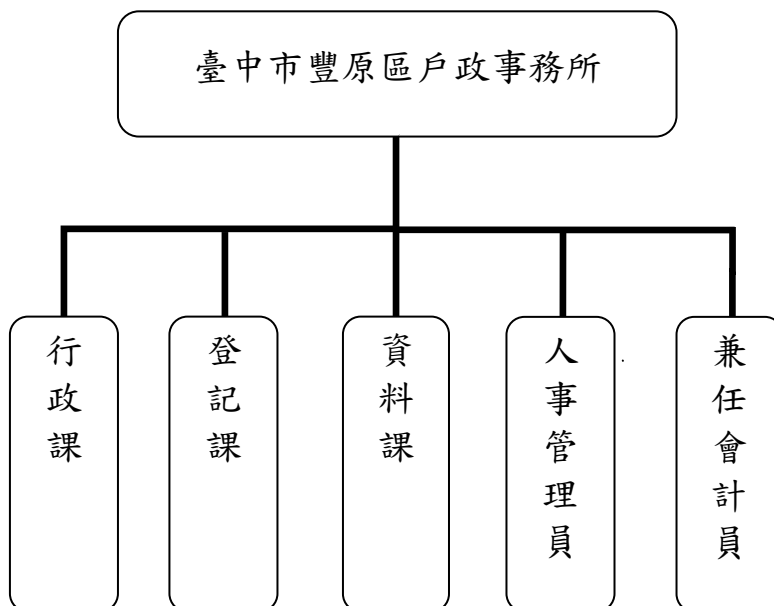 臺中市豐原區戶政事務所
行政課
登記課
資料課
人事管理員
兼任會計員